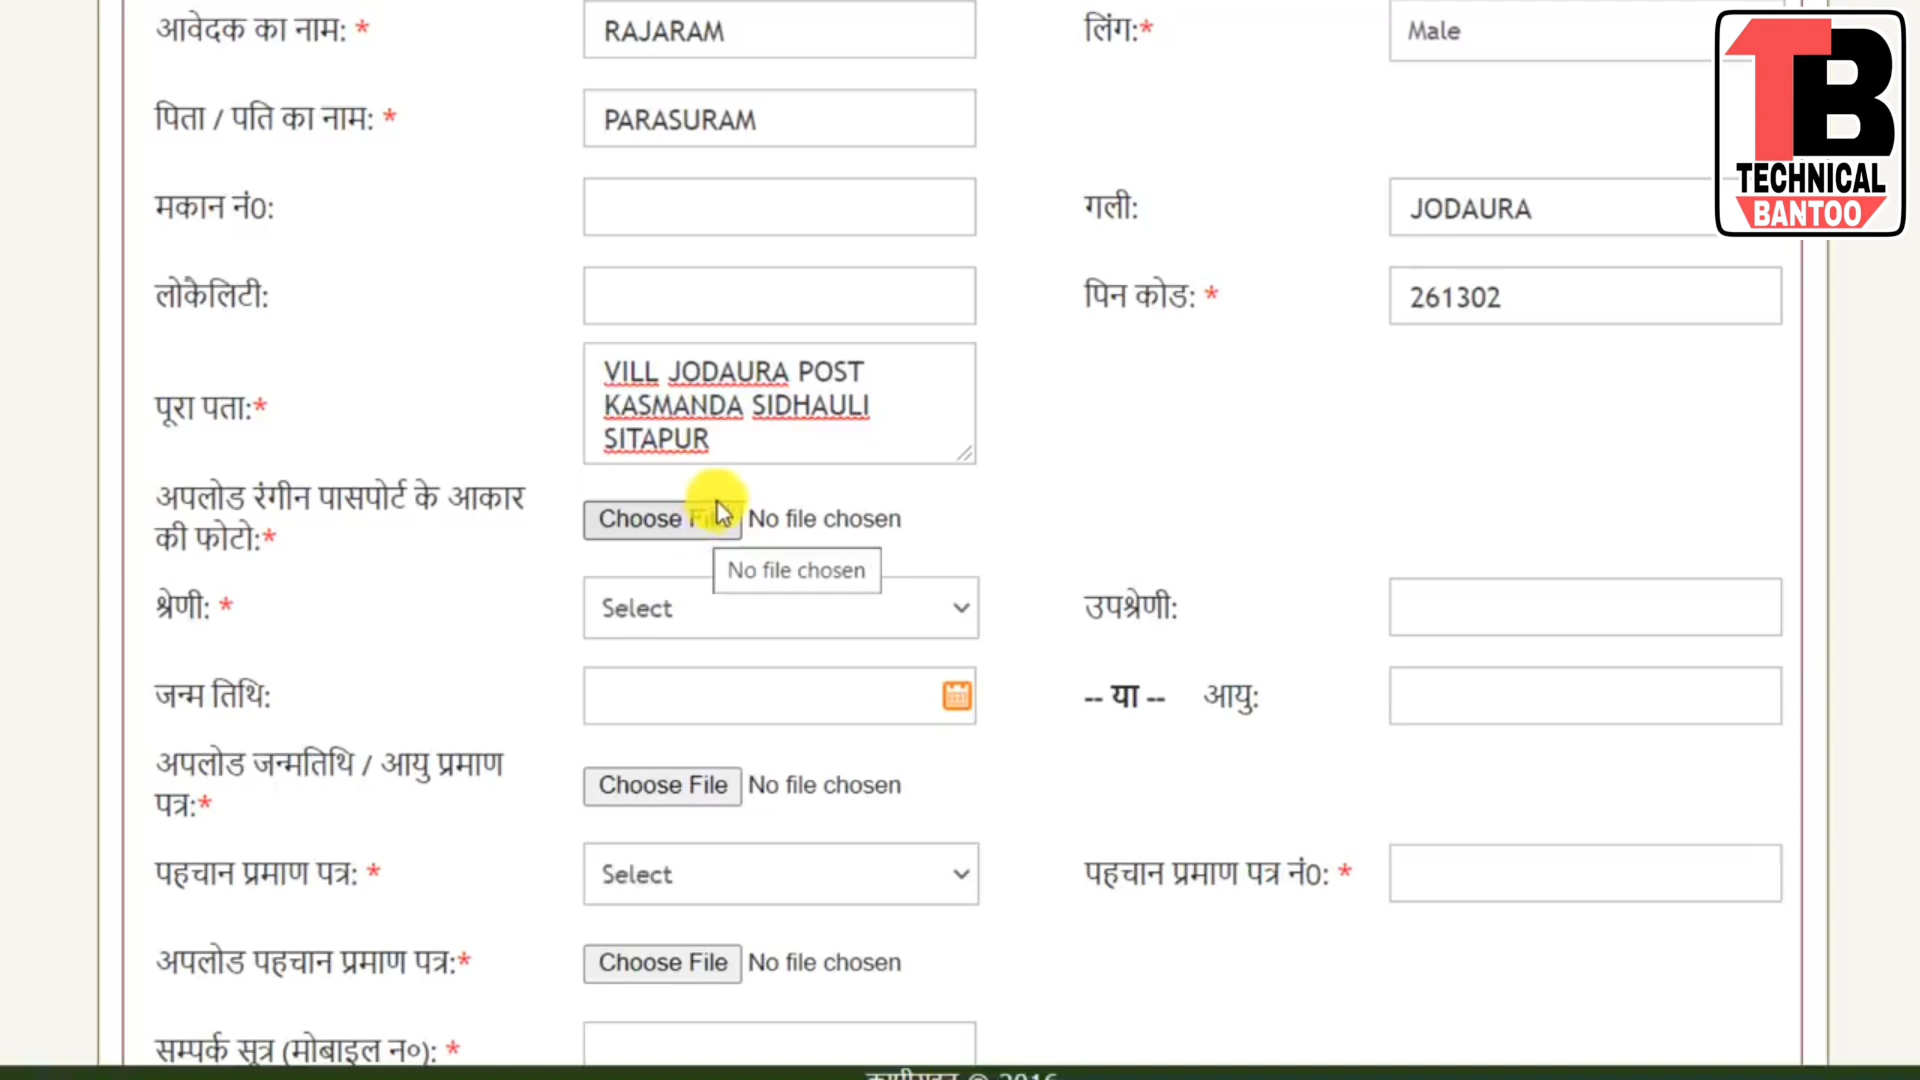 आवेदक का नाम: * RAJARAM लिंग:* Male
TB
TECHNICAL
BANTOO
पिता / पति का नाम: * PARASURAM
मकान नं0: गली: JODAURA
लोकैलिटी: पिन कोड: * 261302
पूरा पता:*
VILL JODAURA POST
KASMANDA SIDHAULI
SITAPUR
अपलोड रंगीन पासपोर्ट के आकार
की फोटो:*
Choose File No file chosen
No file chosen
श्रेणी: * Select उपश्रेणी:
जन्म तिथि: -- या -- आयु:
अपलोड जन्मतिथि / आयु प्रमाण
पत्र:*
Choose File No file chosen
पहचान प्रमाण पत्र: * Select पहचान प्रमाण पत्र नं0: *
अपलोड पहचान प्रमाण पत्र:* Choose File No file chosen
सम्पर्क सूत्र (मोबाइल न०): *